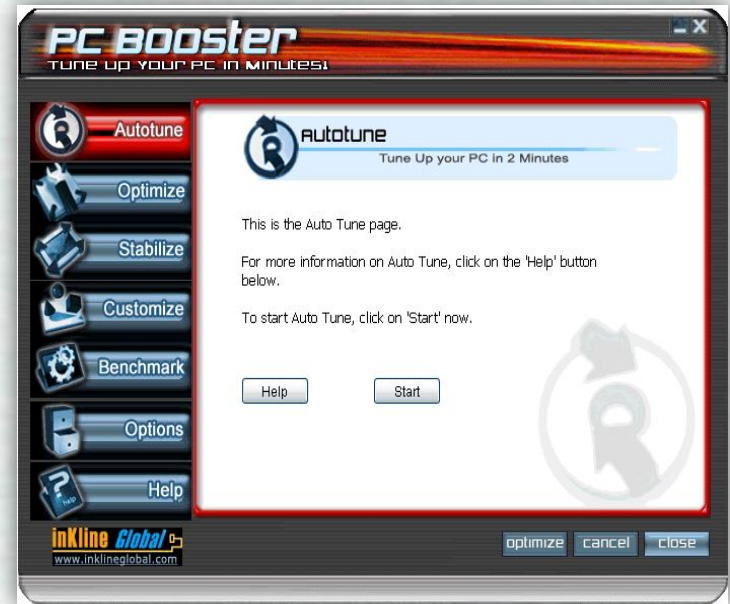 PC BOOSTER
TUNE UP YOUR PC IN MINUTES!
Autotune
Optimize
Stabilize
Customize
Benchmark
Options
Help
AUTOTUNE
Tune Up your PC in 2 Minutes
This is the Auto Tune page.
For more information on Auto Tune, click on the 'Help' button
below.
To start Auto Tune, click on 'Start' now.
Help Start
help
inKline Global
www.inklineglobal.com
optimize cancel close